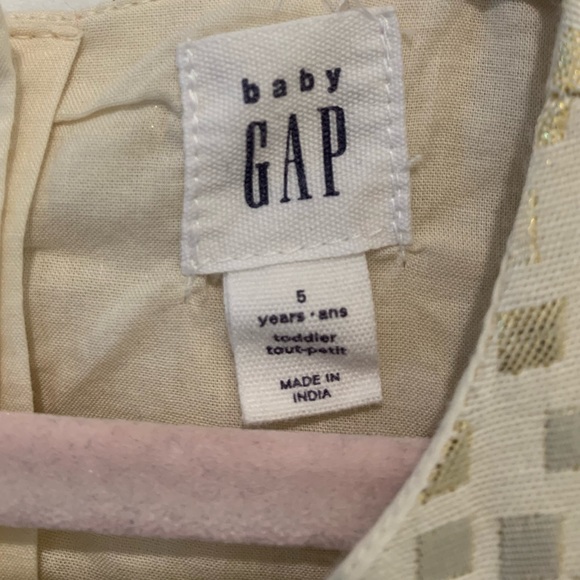 baby
GAP
5
years · ans
toddler
tout-petit
MADE IN
INDIA